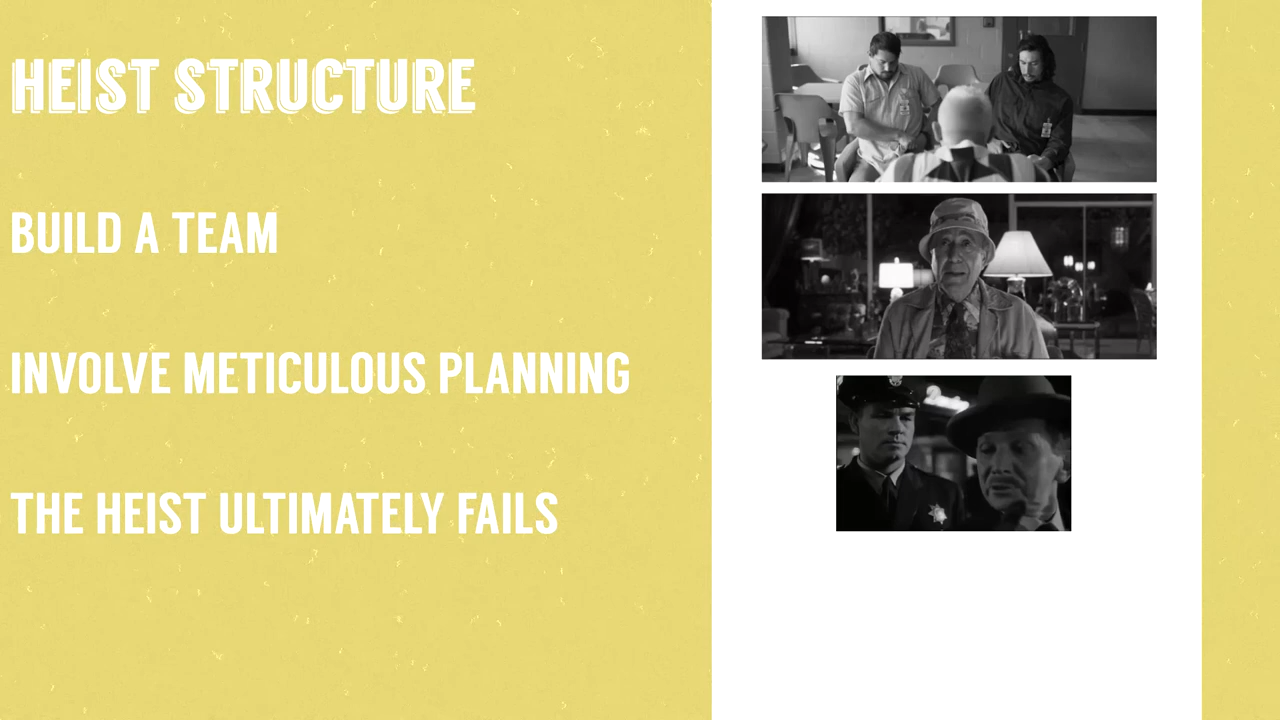 HEIST STRUCTURE
BUILD A TEAM
INVOLVE METICULOUS PLANNING
THE HEIST ULTIMATELY FAILS